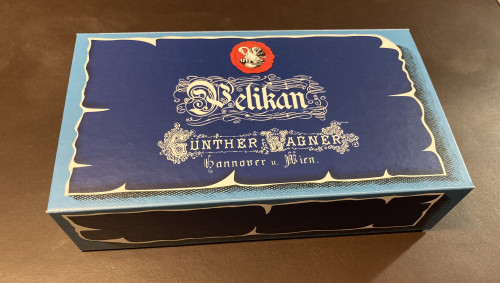 Pelikan
GÜNTHER WAGNER
Hannover u. Wien.